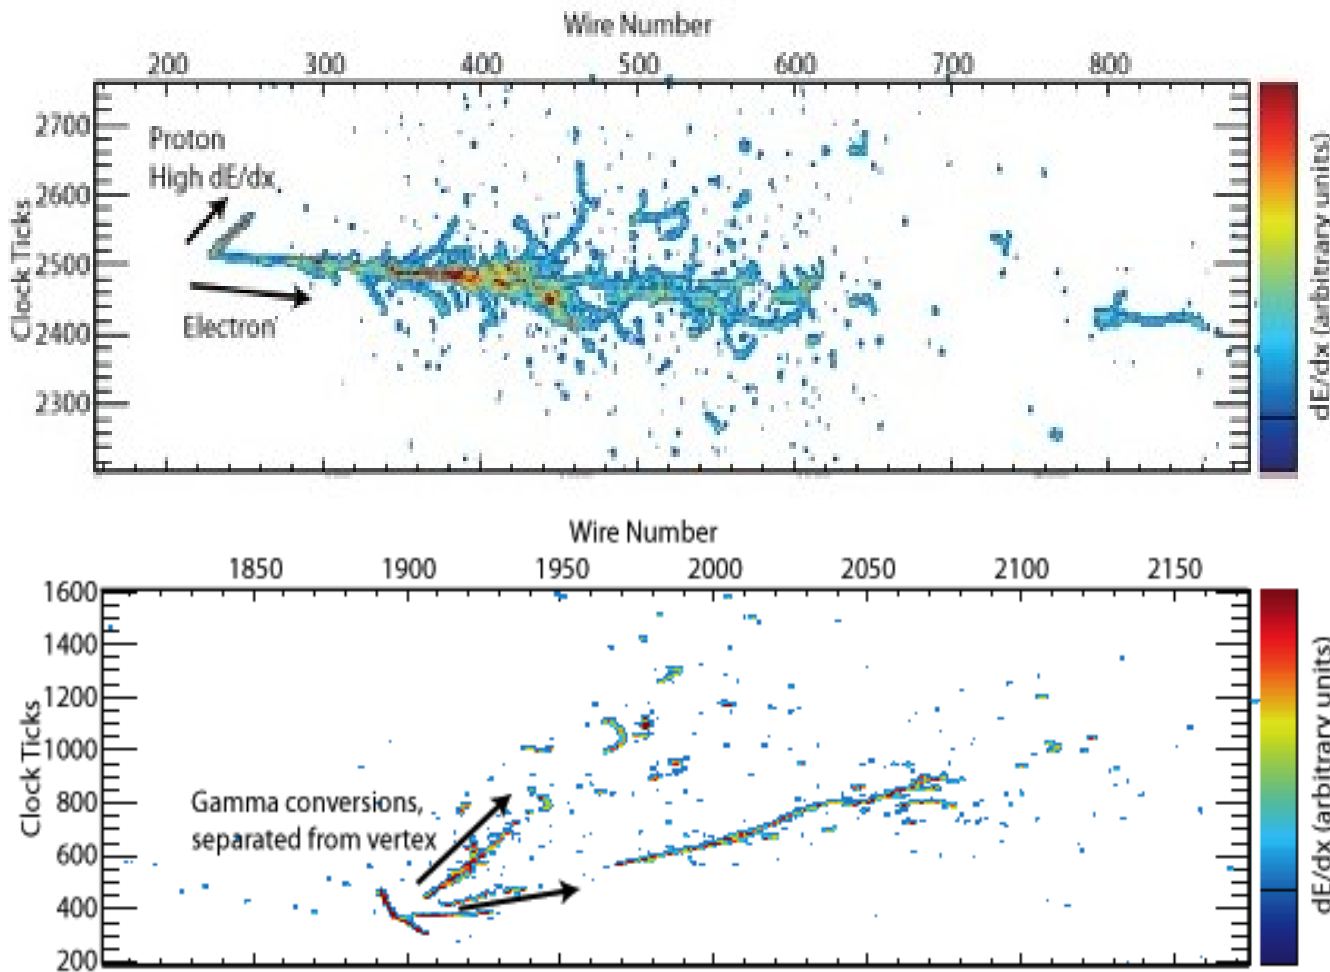 Wire Number
200 300 400 500 600 700 800
2700
2600
2500
2400
2300
Clock Ticks
Proton
High dE/dx
Electron
dE/dx (arbitrary units)
Wire Number
1850 1900 1950 2000 2050 2100 2150
1600
1400
1200
1000
800
600
400
200
Clock Ticks
Gamma conversions,
separated from vertex
dE/dx (arbitrary units)